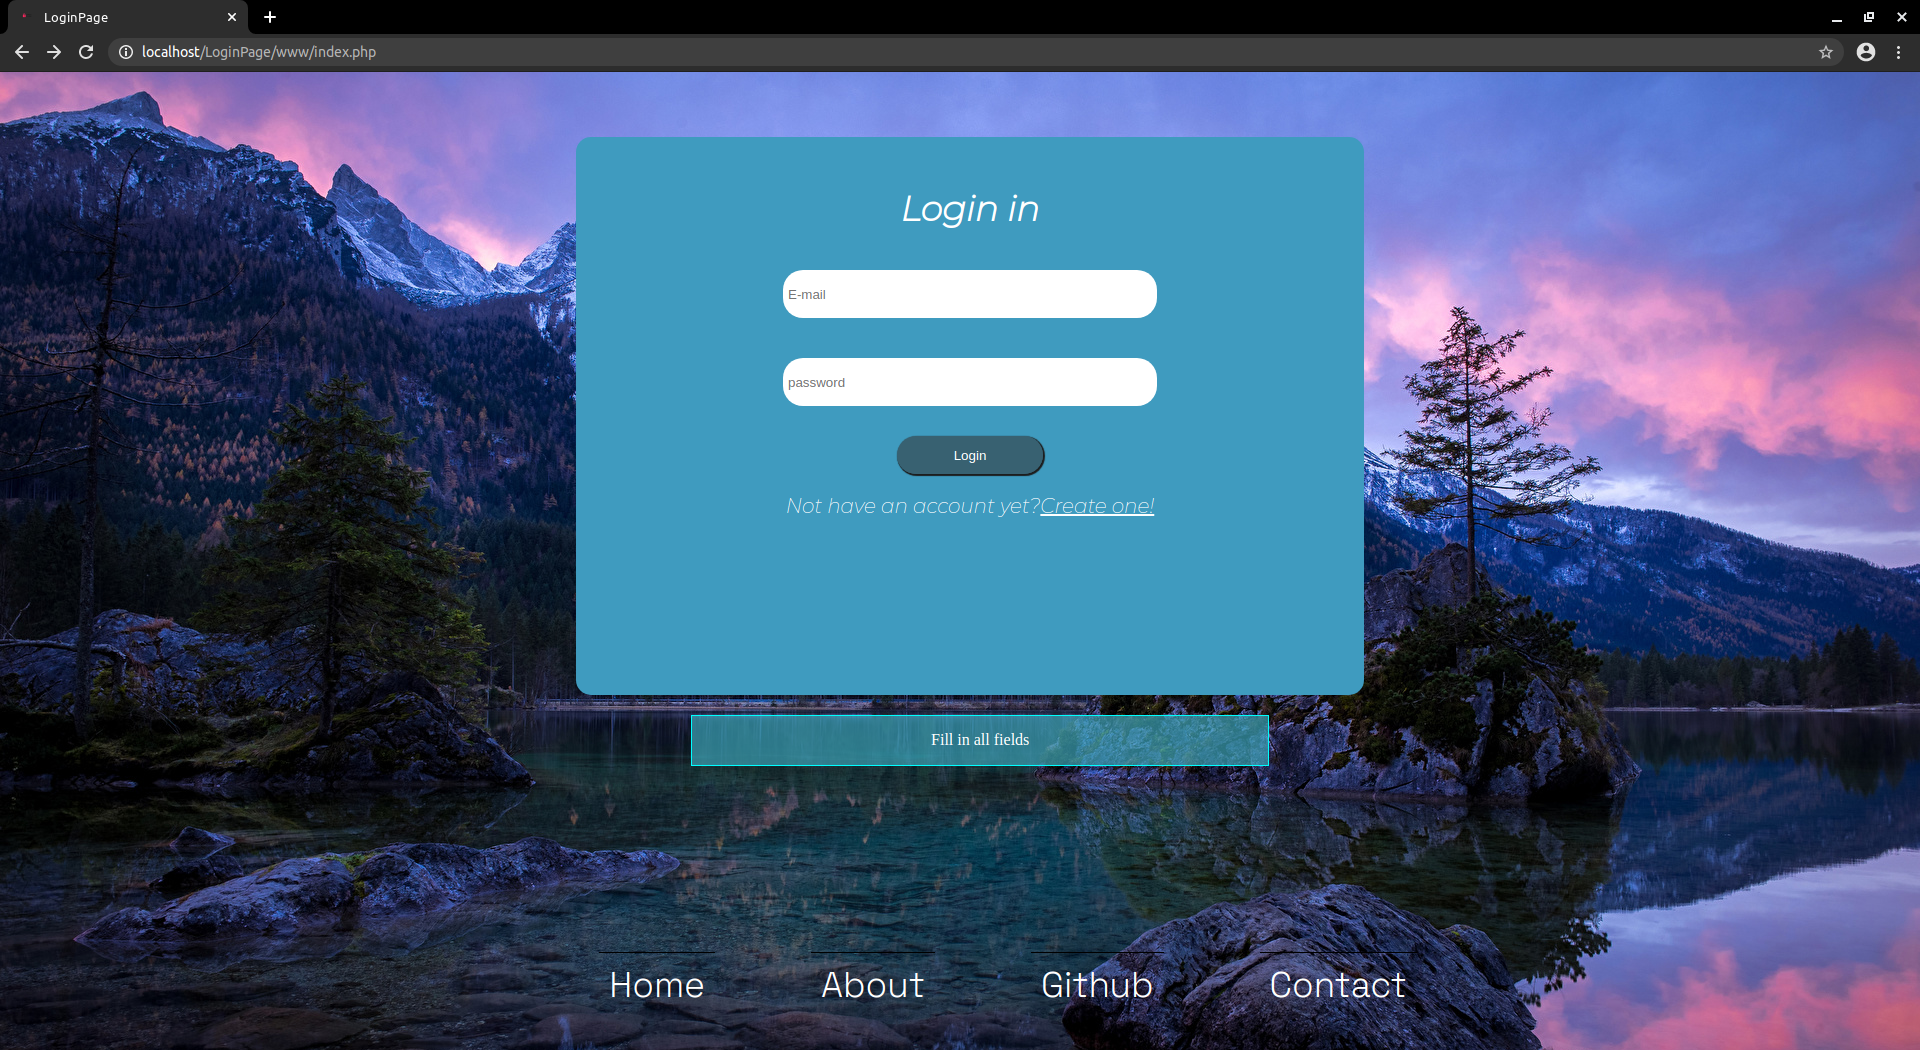 LoginPage
localhost/LoginPage/www/index.php
Login in
E-mail
password
Login
Not have an account yet?Create one!
Fill in all fields
Home About Github Contact